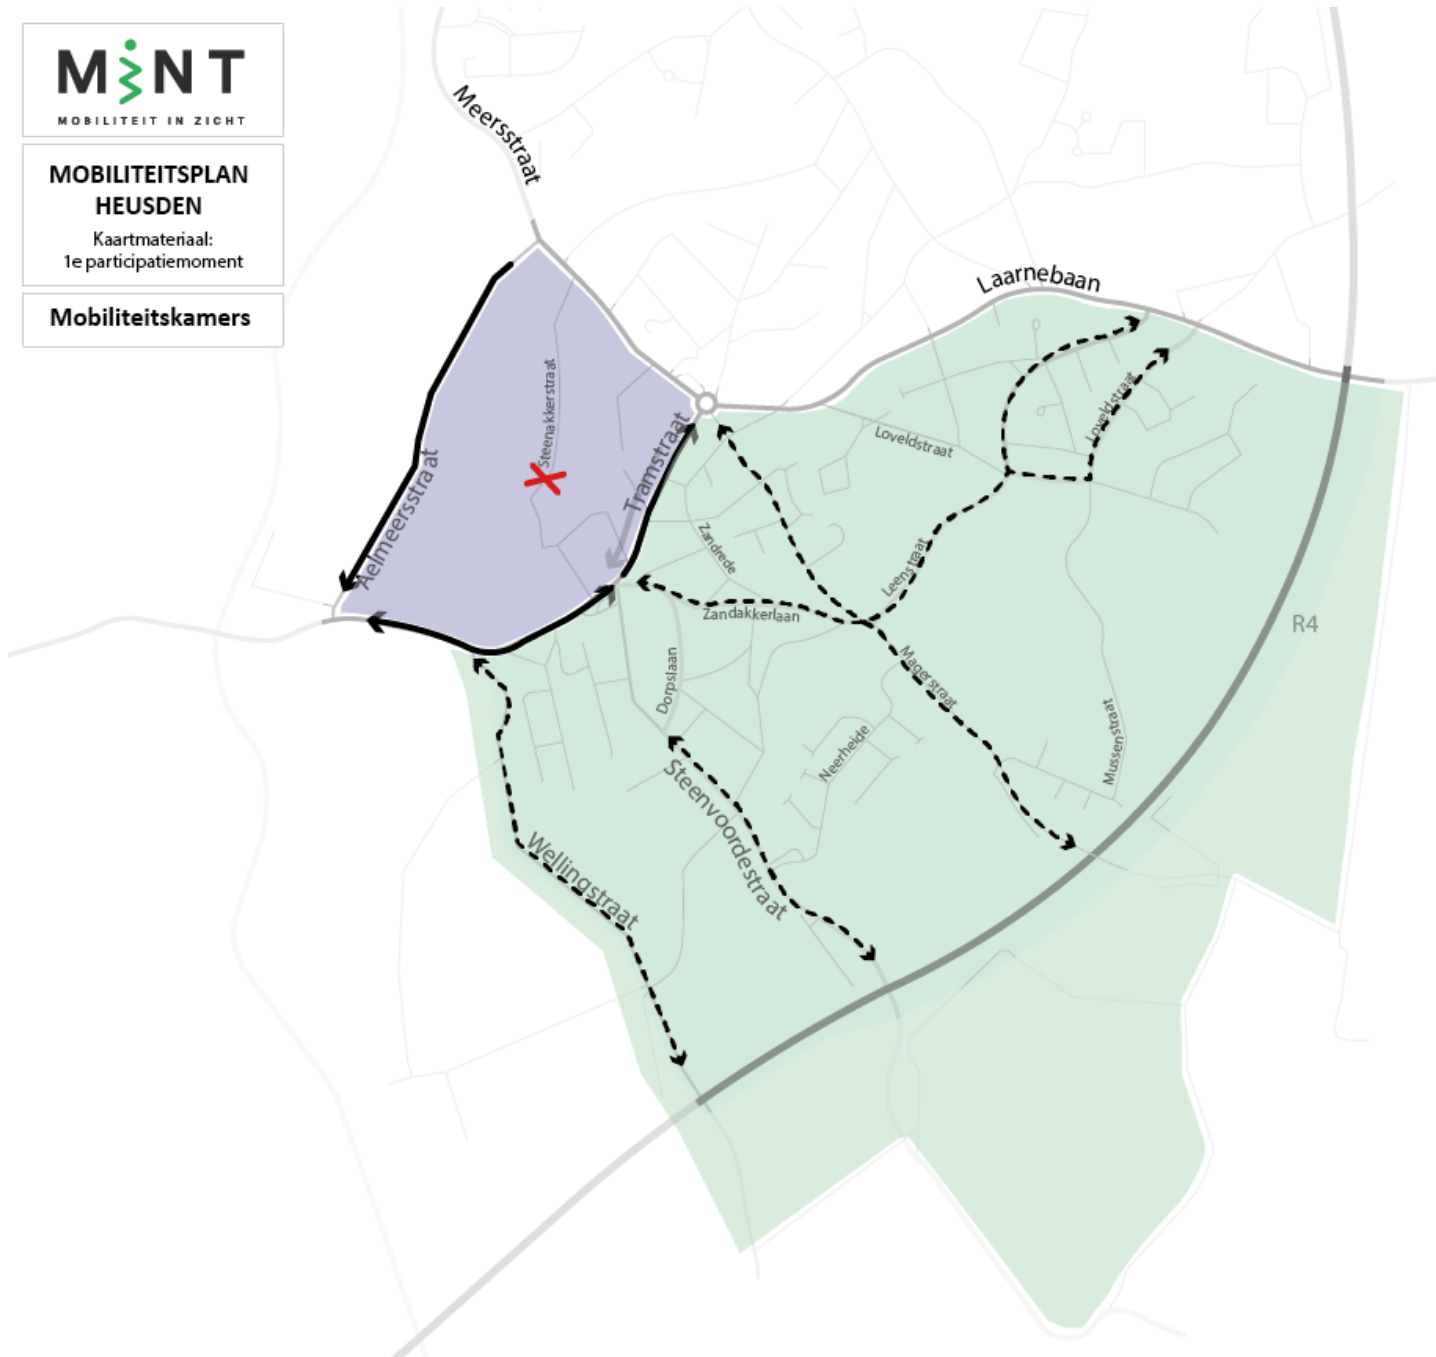 MINT
MOBILITEIT IN ZICHT
MOBILITEITSPLAN
HEUSDEN
Kaartmateriaal:
1e participatiemoment
Mobiliteitskamers
Meersstraat
Laarnebaan
Steenakkerstraat
Tramstraat
Aelmeersstraat
Loveldstraat
Loveldstraat
Zandrede
Leenstraat
Zandakkerlaan
R4
Magerstraat
Dorpslaan
Neerheide
Mussenstraat
Steenvoordestraat
Wellingstraat